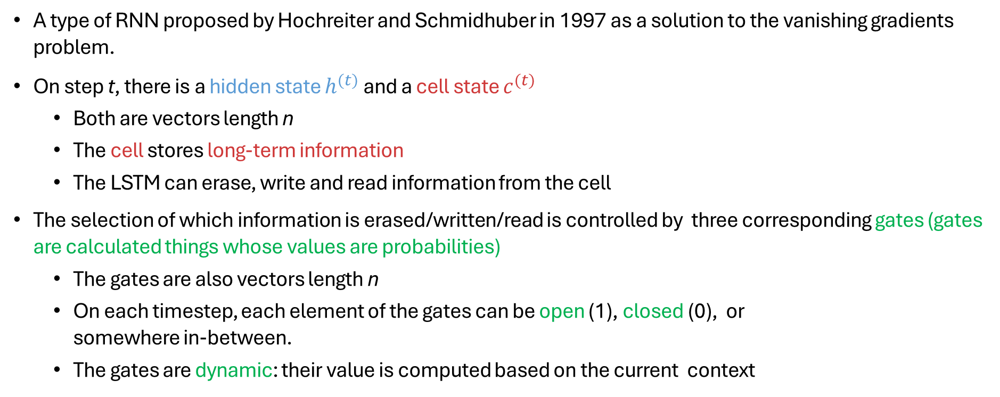 • A type of RNN proposed by Hochreiter and Schmidhuber in 1997 as a solution to the vanishing gradients
problem.
• On step t, there is a hidden state h^(t) and a cell state c^(t)
• Both are vectors length n
• The cell stores long-term information
• The LSTM can erase, write and read information from the cell
• The selection of which information is erased/written/read is controlled by three corresponding gates (gates
are calculated things whose values are probabilities)
• The gates are also vectors length n
• On each timestep, each element of the gates can be open (1), closed (0), or
somewhere in-between.
• The gates are dynamic: their value is computed based on the current context